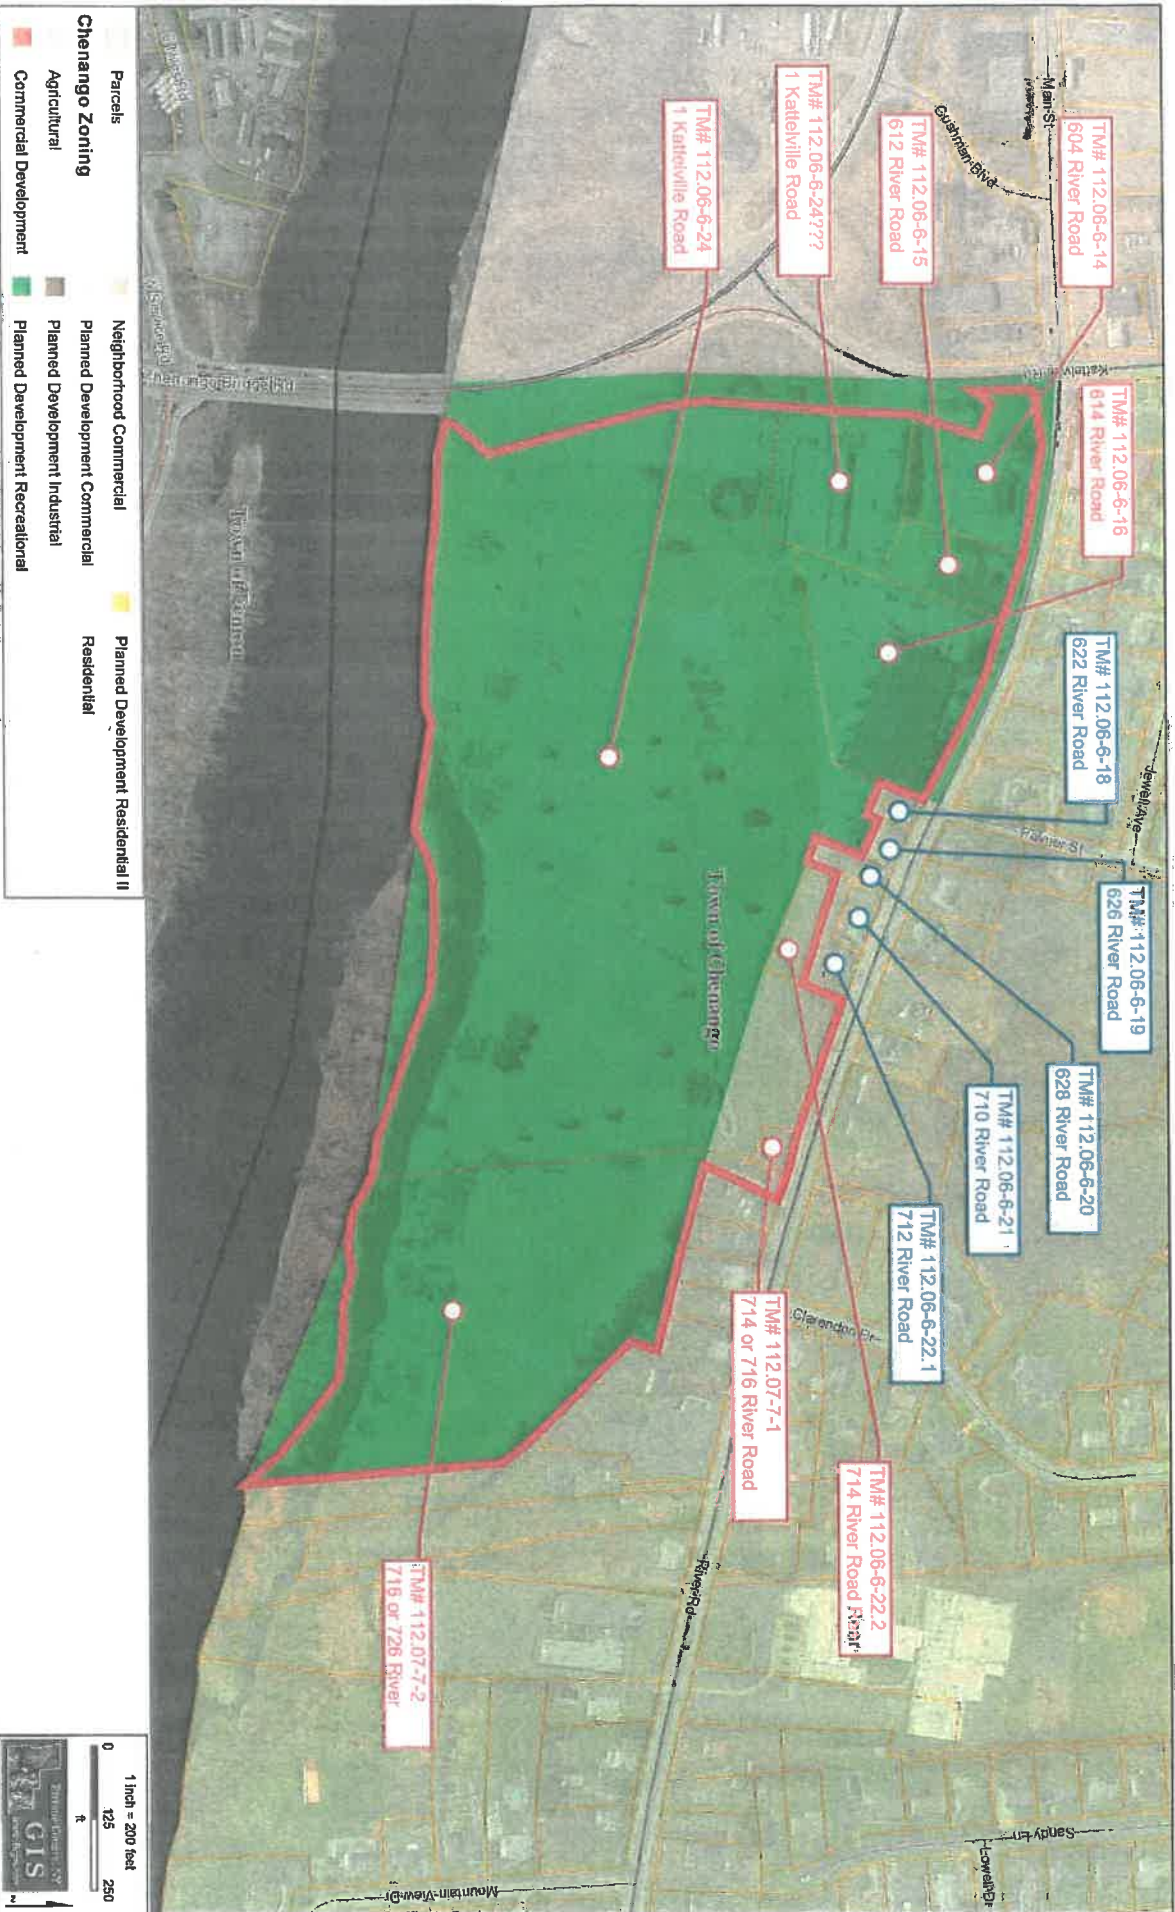 Main St
Cushman Blvd
TM# 112.06-6-14
604 River Road
TM# 112.06-6-15
612 River Road
TM# 112.06-6-24???
1 Kattelville Road
TM# 112.06-6-24
1 Kattelville Road
TM# 112.06-6-16
614 River Road
TM# 112.06-6-18
622 River Road
TM# 112.06-6-19
626 River Road
TM# 112.06-6-20
628 River Road
TM# 112.06-6-21
710 River Road
TM# 112.06-6-22.1
712 River Road
TM# 112.06-6-22.2
714 River Road Rear
TM# 112.07-7-1
714 or 716 River Road
TM# 112.07-7-2
716 or 726 River
Jewell Ave
Palmer St
Clarendon Dr
River Rd
Sandy Ln
Lowell Dr
Mountain View Dr
Town of Chenango
Town of Fenton
Parcels
Chenango Zoning
Agricultural
Commercial Development
Neighborhood Commercial
Planned Development Commercial
Planned Development Industrial
Planned Development Recreational
Planned Development Residential II
Residential
1 inch = 200 feet
0 125 250
ft
GIS
N